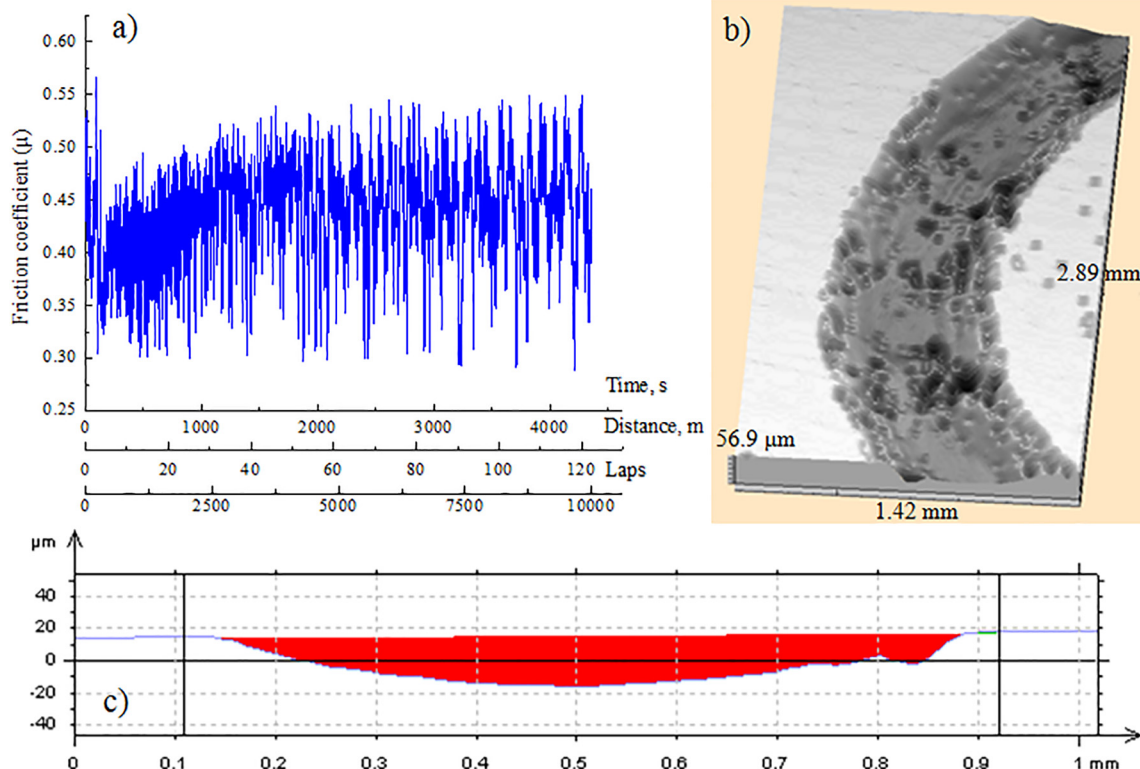 a)
Friction coefficient (μ)
0.60
0.55
0.50
0.45
0.40
0.35
0.30
0.25
Time, s
0 1000 2000 3000 4000 Distance, m
0 20 40 60 80 100 120 Laps
0 2500 5000 7500 10000
b)
2.89 mm
56.9 μm
1.42 mm
μm
40
20
0
-20
-40
c)
0 0.1 0.2 0.3 0.4 0.5 0.6 0.7 0.8 0.9 1 mm